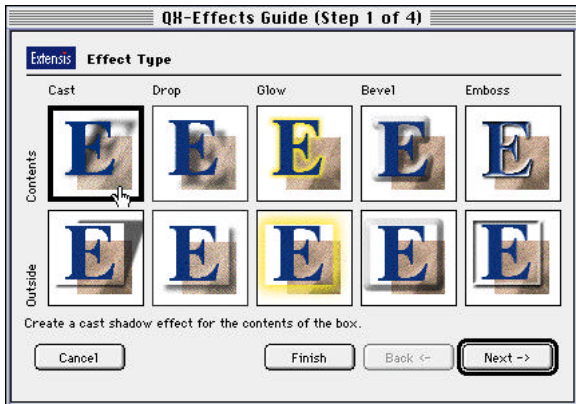 QX-Effects Guide (Step 1 of 4)
Extensis Effect Type
Cast Drop Glow Bevel Emboss
Contents
E E E E E
Outside
E E E E E
Create a cast shadow effect for the contents of the box.
Cancel Finish Back <- Next ->